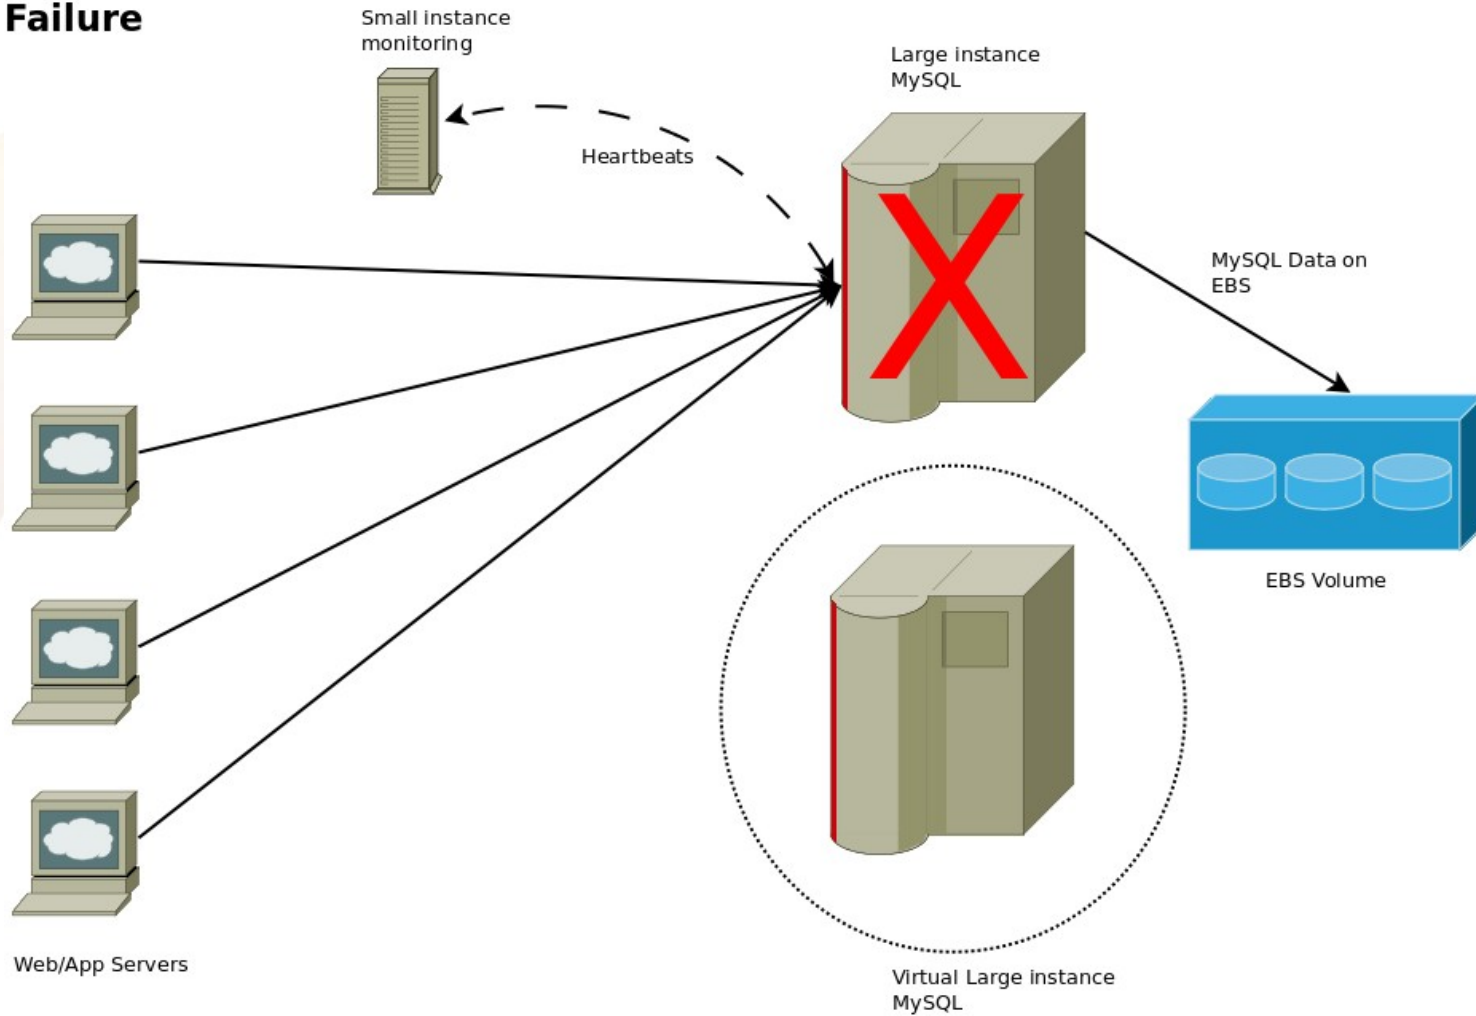 Failure
Small instance
monitoring
Large instance
MySQL
Heartbeats
MySQL Data on
EBS
EBS Volume
Web/App Servers
Virtual Large instance
MySQL